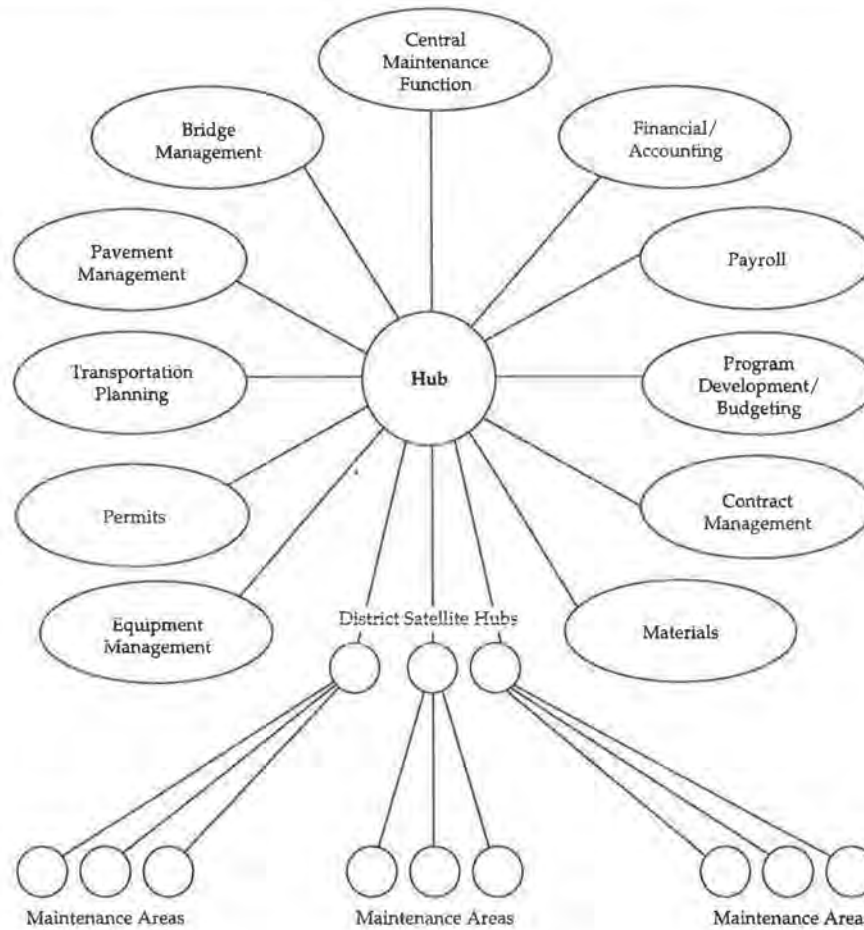 Central
Maintenance
Function
Bridge
Management
Financial/
Accounting
Pavement
Management
Payroll
Transportation
Planning
Hub
Program
Development/
Budgeting
Permits
Contract
Management
Equipment
Management
District Satellite Hubs
Materials
Maintenance Areas
Maintenance Areas
Maintenance Area